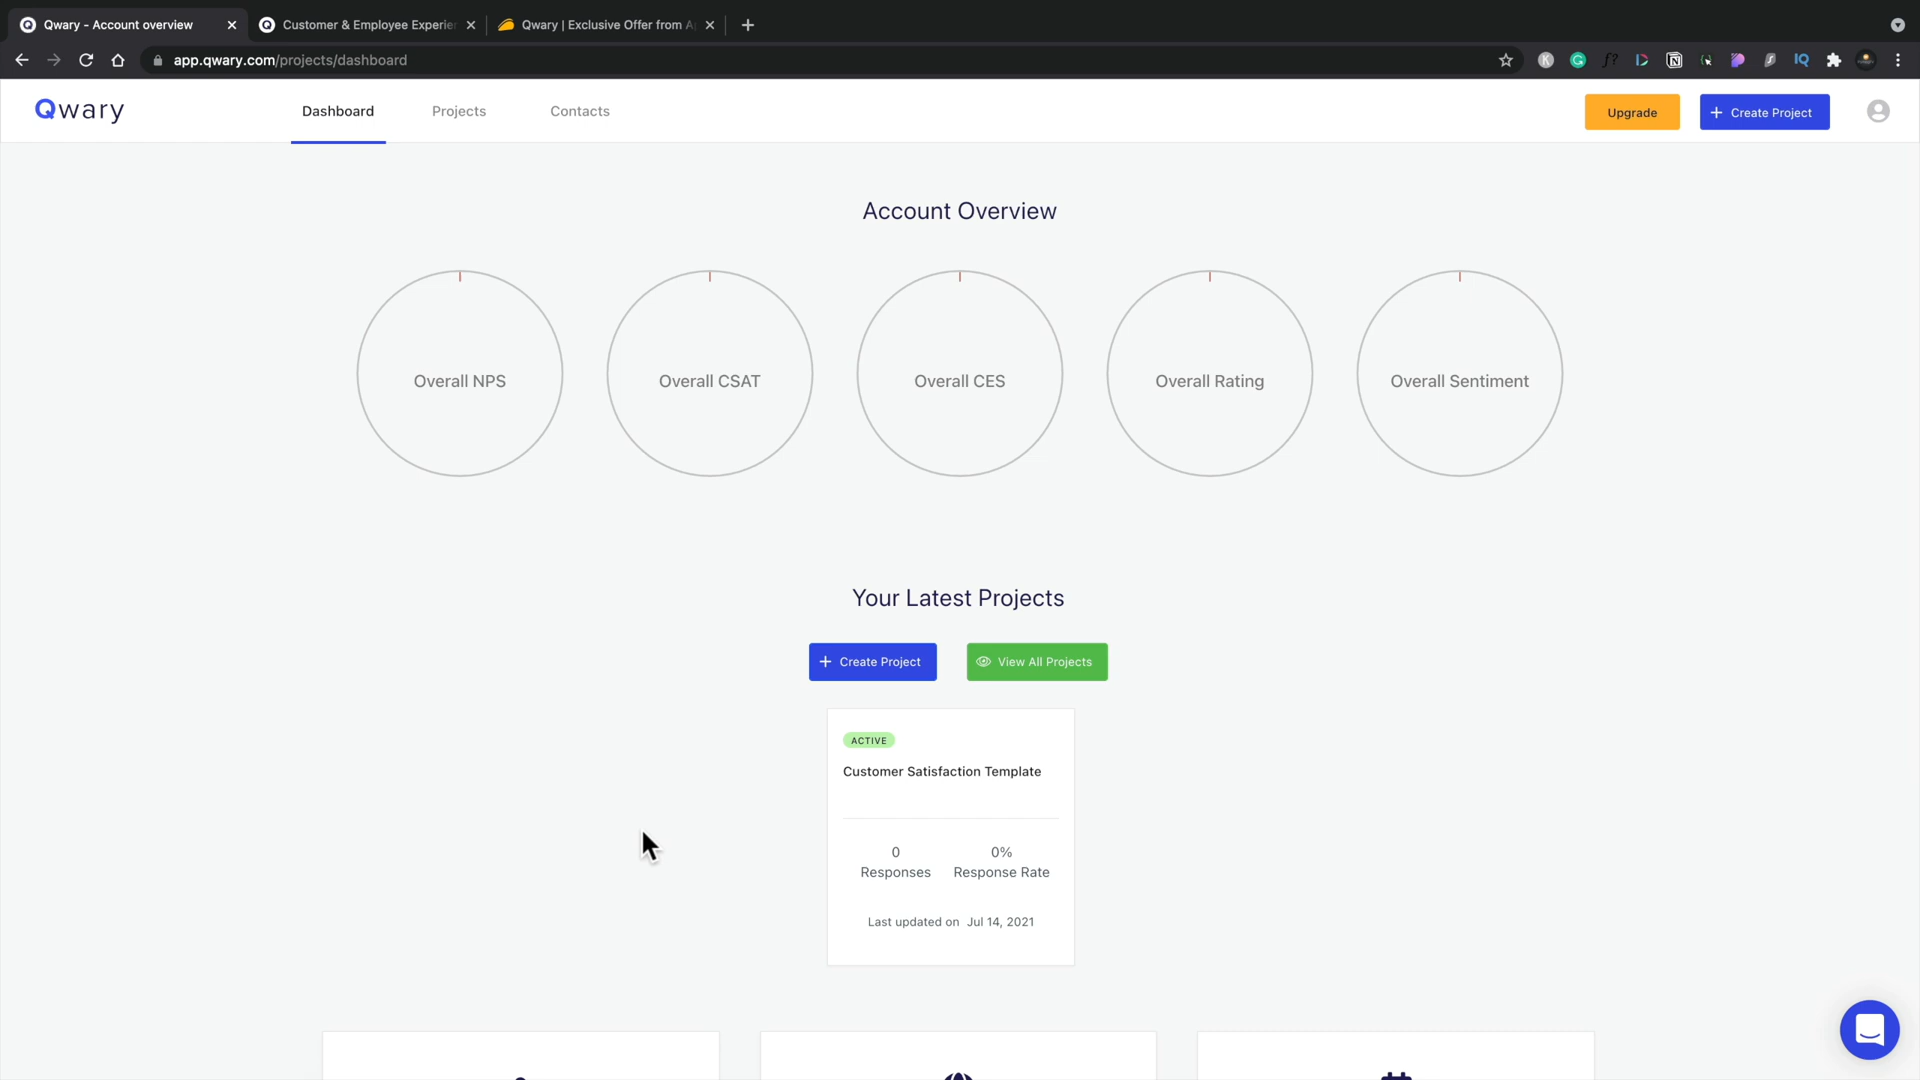 Qwary - Account overview
Customer & Employee Experier
Qwary | Exclusive Offer from A
app.qwary.com/projects/dashboard
Qwary
Dashboard
Projects
Contacts
Upgrade
+ Create Project
Account Overview
Overall NPS
Overall CSAT
Overall CES
Overall Rating
Overall Sentiment
Your Latest Projects
+ Create Project
View All Projects
ACTIVE
Customer Satisfaction Template
0
Responses
0%
Response Rate
Last updated on Jul 14, 2021